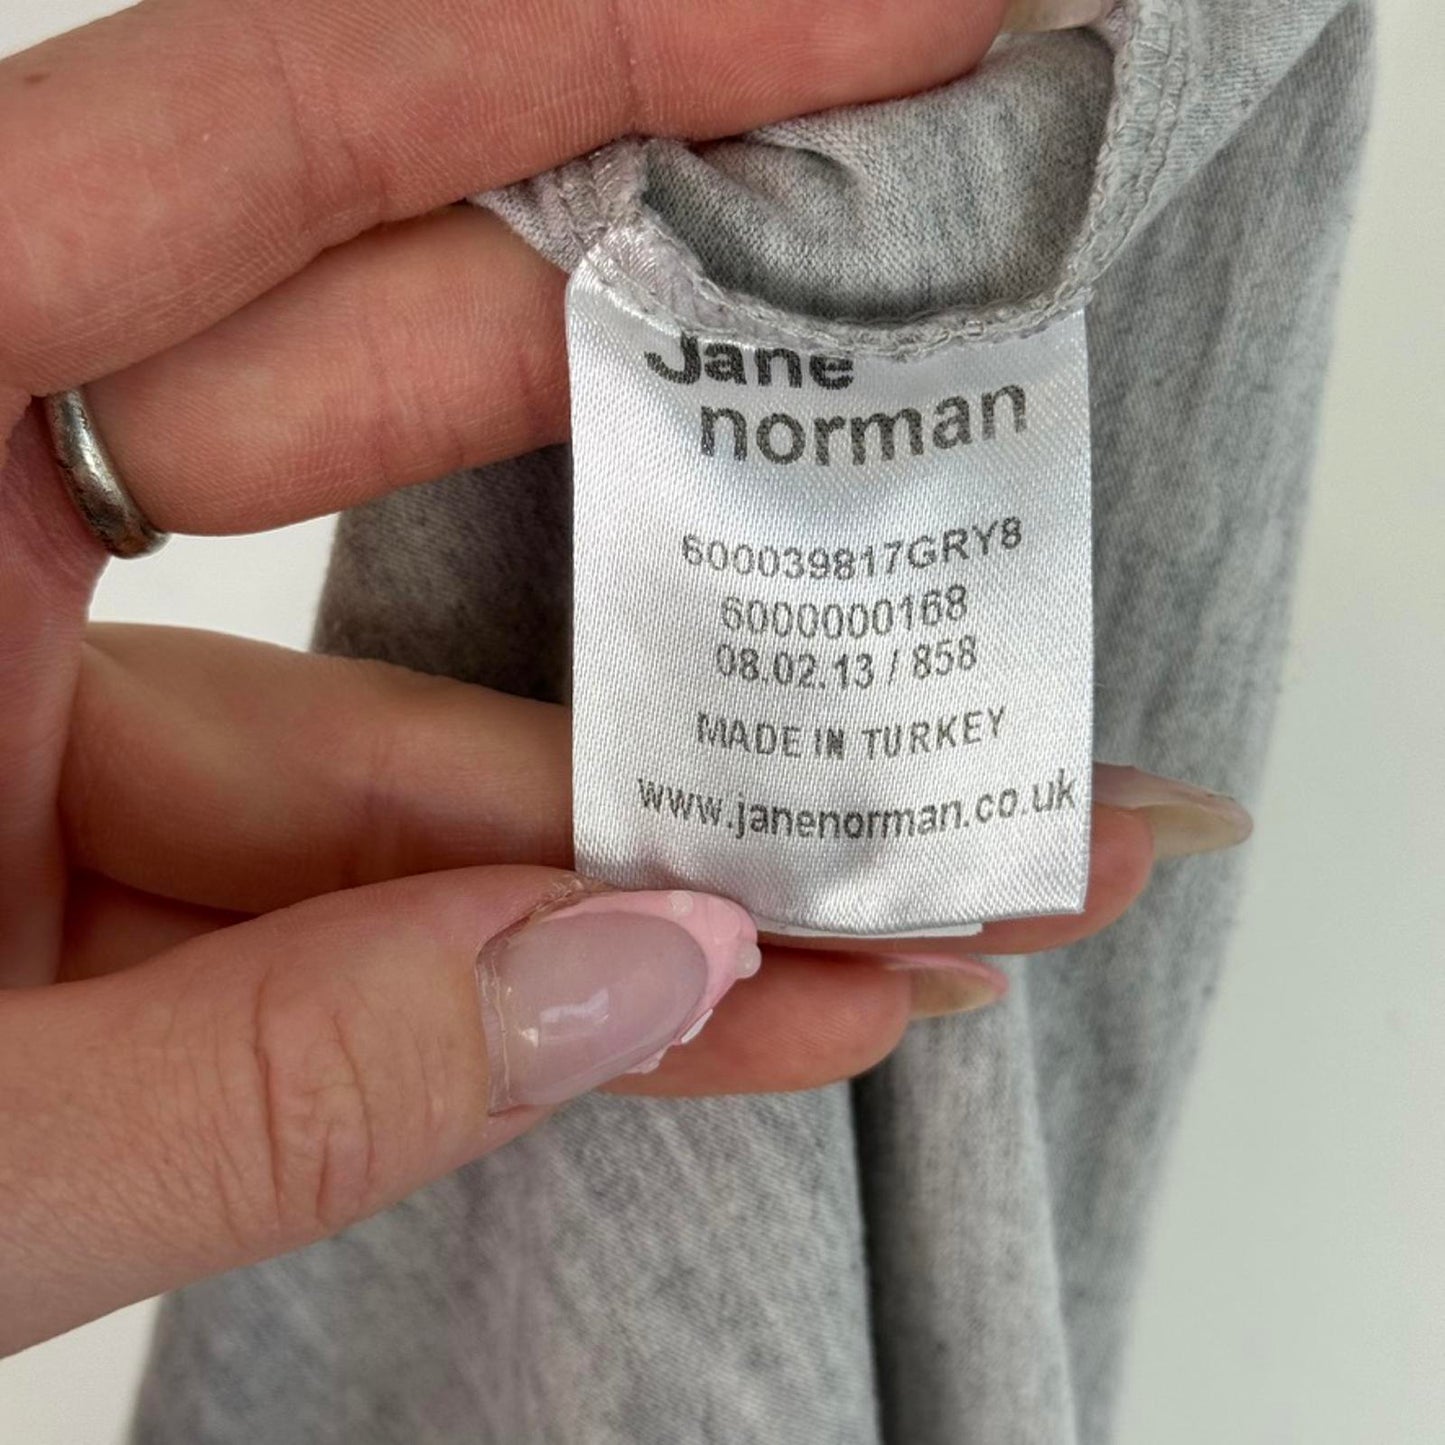 Jane
norman
600039817GRY8
6000000168
08.02.13 / 858
MADE IN TURKEY
www.janenorman.co.uk